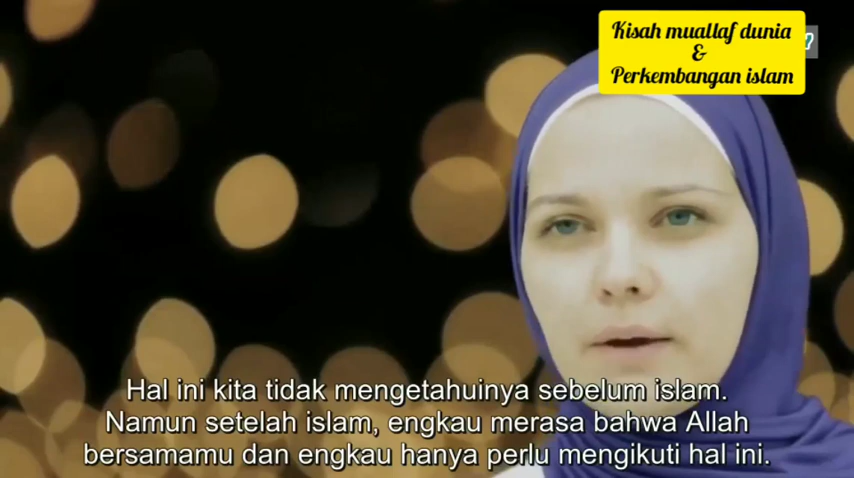 Kisah muallaf dunia
&
Perkembangan islam
Hal ini kita tidak mengetahuinya sebelum islam.
Namun setelah islam, engkau merasa bahwa Allah
bersamamu dan engkau hanya perlu mengikuti hal ini.